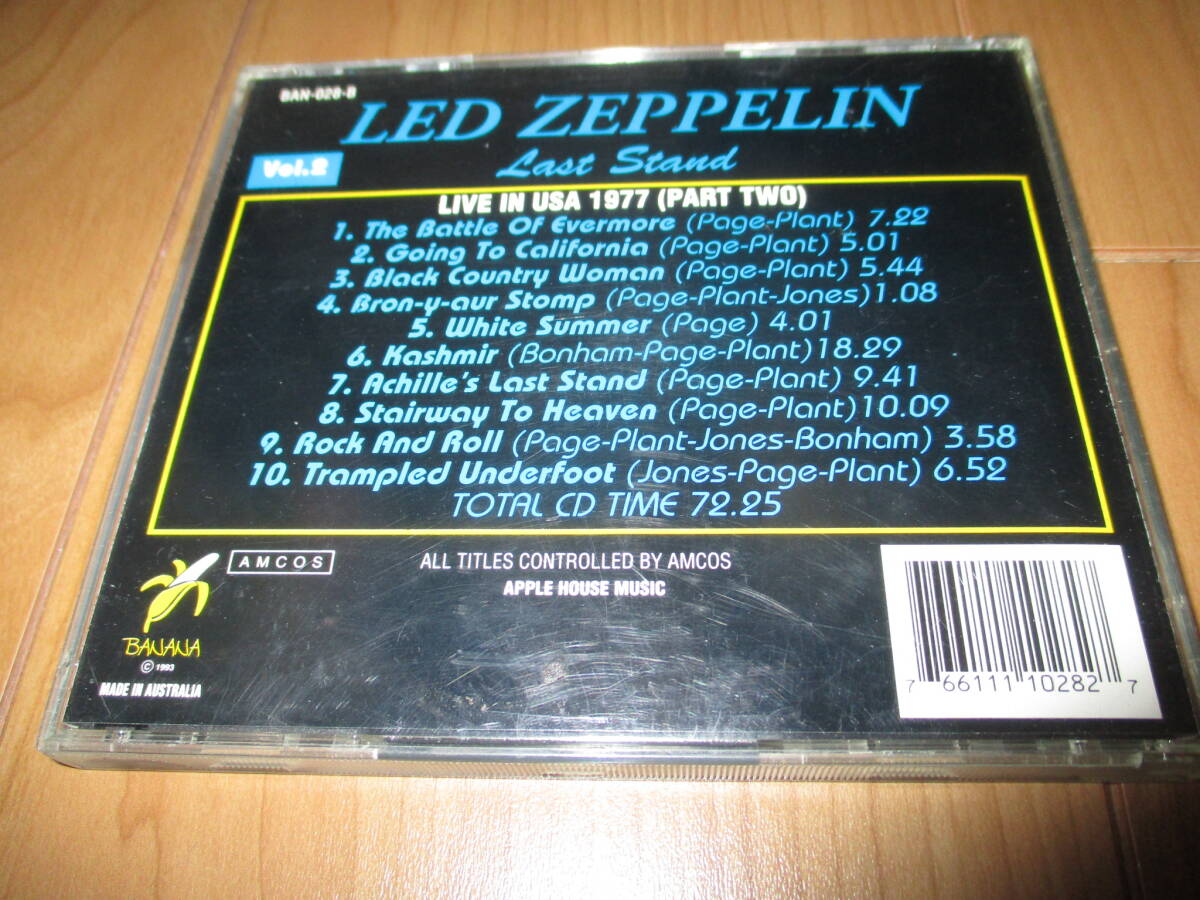 BAN-028-B
LED ZEPPELIN
Last Stand
Vol.2
LIVE IN USA 1977 (PART TWO)
1. The Battle Of Evermore (Page-Plant) 7.22
2. Going To California (Page-Plant) 5.01
3. Black Country Woman (Page-Plant) 5.44
4. Bron-y-aur Stomp (Page-Plant-Jones)1.08
5. White Summer (Page) 4.01
6. Kashmir (Bonham-Page-Plant)18.29
7. Achille's Last Stand (Page-Plant) 9.41
8. Stairway To Heaven (Page-Plant)10.09
9. Rock And Roll (Page-Plant-Jones-Bonham) 3.58
10. Trampled Underfoot (Jones-Page-Plant) 6.52
TOTAL CD TIME 72.25
AMCOS
ALL TITLES CONTROLLED BY AMCOS
APPLE HOUSE MUSIC
BANANA
© 1993
MADE IN AUSTRALIA
7 66111 10282 7